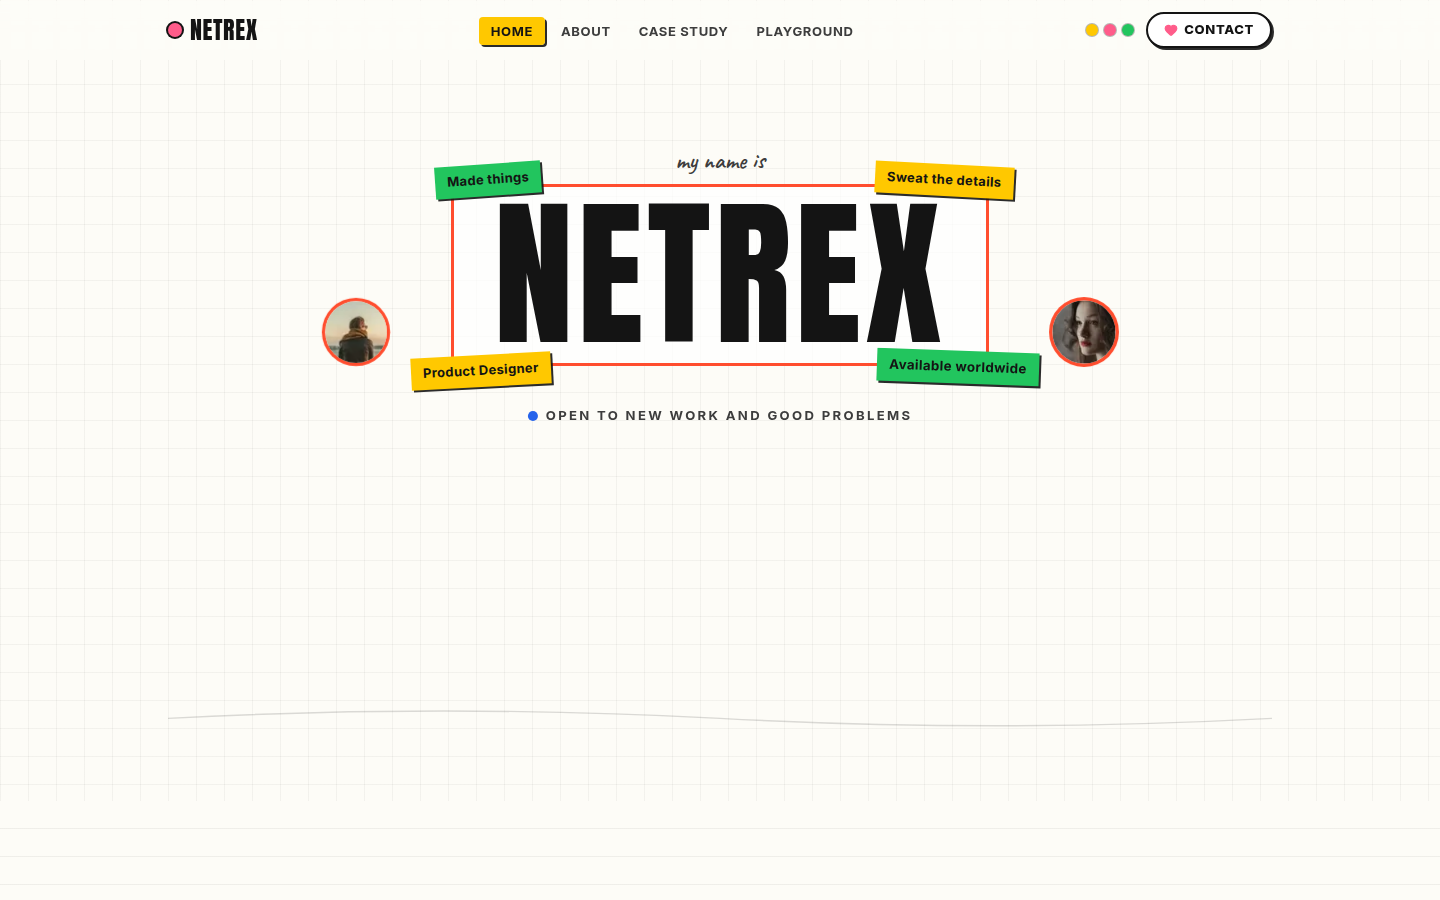 NETREX
HOME
ABOUT
CASE STUDY
PLAYGROUND
CONTACT
my name is
Made things
Sweat the details
NETREX
Product Designer
Available worldwide
OPEN TO NEW WORK AND GOOD PROBLEMS